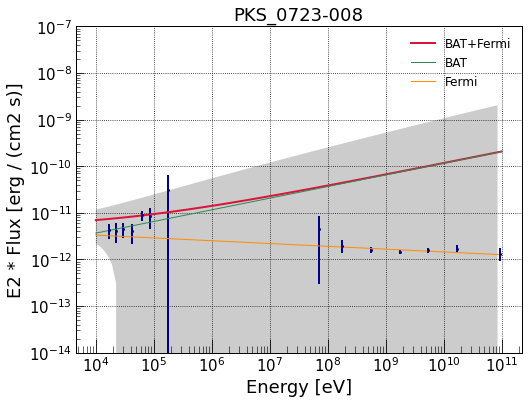 PKS_0723-008
E2 * Flux [erg / (cm2 s)]
10⁻⁷
10⁻⁸
10⁻⁹
10⁻¹⁰
10⁻¹¹
10⁻¹²
10⁻¹³
10⁻¹⁴
BAT+Fermi
BAT
Fermi
10⁴ 10⁵ 10⁶ 10⁷ 10⁸ 10⁹ 10¹⁰ 10¹¹
Energy [eV]